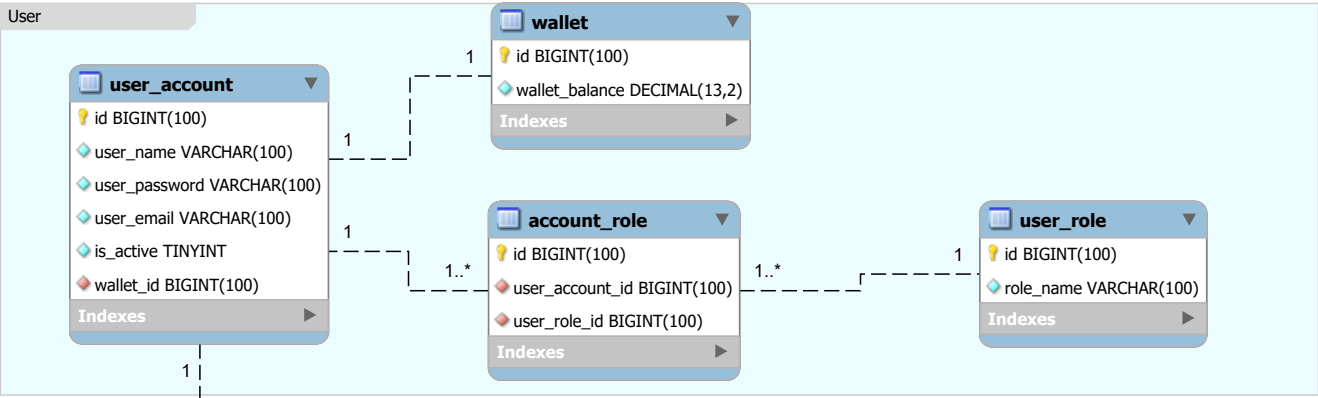 User
wallet
id BIGINT(100)
wallet_balance DECIMAL(13,2)
Indexes
1
user_account
id BIGINT(100)
user_name VARCHAR(100)
user_password VARCHAR(100)
user_email VARCHAR(100)
is_active TINYINT
wallet_id BIGINT(100)
Indexes
1
1
1..*
account_role
id BIGINT(100)
user_account_id BIGINT(100)
user_role_id BIGINT(100)
Indexes
1..*
1
user_role
id BIGINT(100)
role_name VARCHAR(100)
Indexes
1